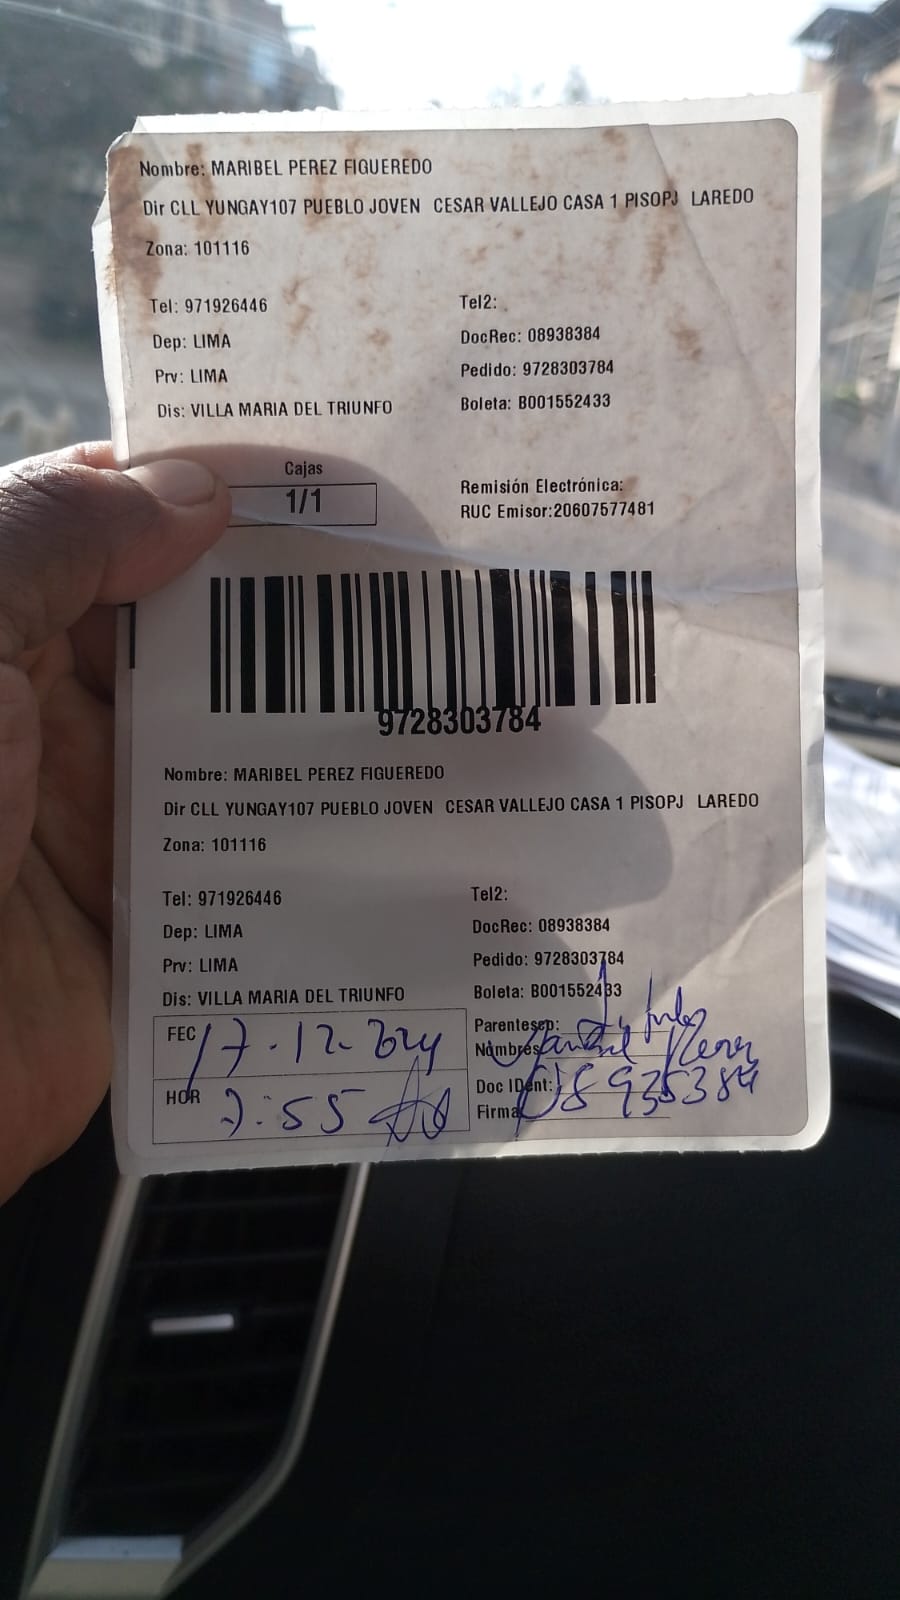 Nombre: MARIBEL PEREZ FIGUEREDO
Dir CLL YUNGAY107 PUEBLO JOVEN CESAR VALLEJO CASA 1 PISOPJ LAREDO
Zona: 101116
Tel: 971926446 Tel2:
Dep: LIMA DocRec: 08938384
Prv: LIMA Pedido: 9728303784
Dis: VILLA MARIA DEL TRIUNFO Boleta: B001552433
Cajas
1/1
Remisión Electrónica:
RUC Emisor:20607577481
9728303784
Nombre: MARIBEL PEREZ FIGUEREDO
Dir CLL YUNGAY107 PUEBLO JOVEN CESAR VALLEJO CASA 1 PISOPJ LAREDO
Zona: 101116
Tel: 971926446 Tel2:
Dep: LIMA DocRec: 08938384
Prv: LIMA Pedido: 9728303784
Dis: VILLA MARIA DEL TRIUNFO Boleta: B001552433
FEC 17-12-2024 Parentesco:
Nombres
HOR 2:55 Doc IDent: 08935384
Firma